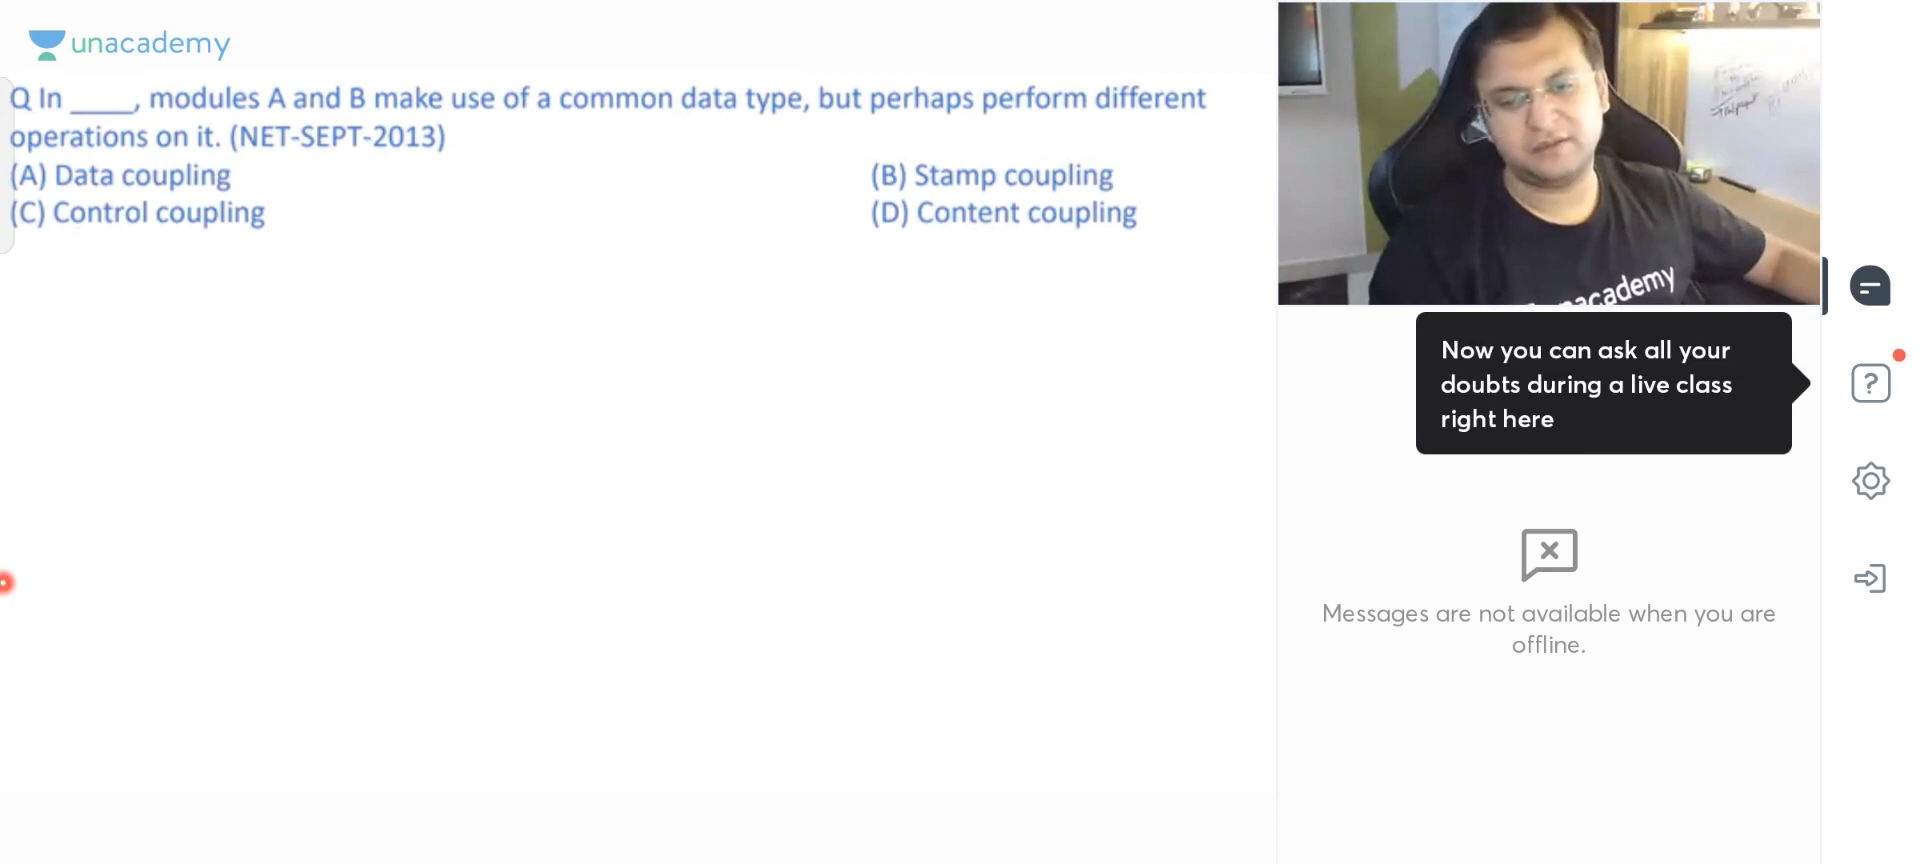 unacademy
Q In ____, modules A and B make use of a common data type, but perhaps perform different
operations on it. (NET-SEPT-2013)
(A) Data coupling
(B) Stamp coupling
(C) Control coupling
(D) Content coupling
unacademy
Now you can ask all your
doubts during a live class
right here
?
Messages are not available when you are
offline.